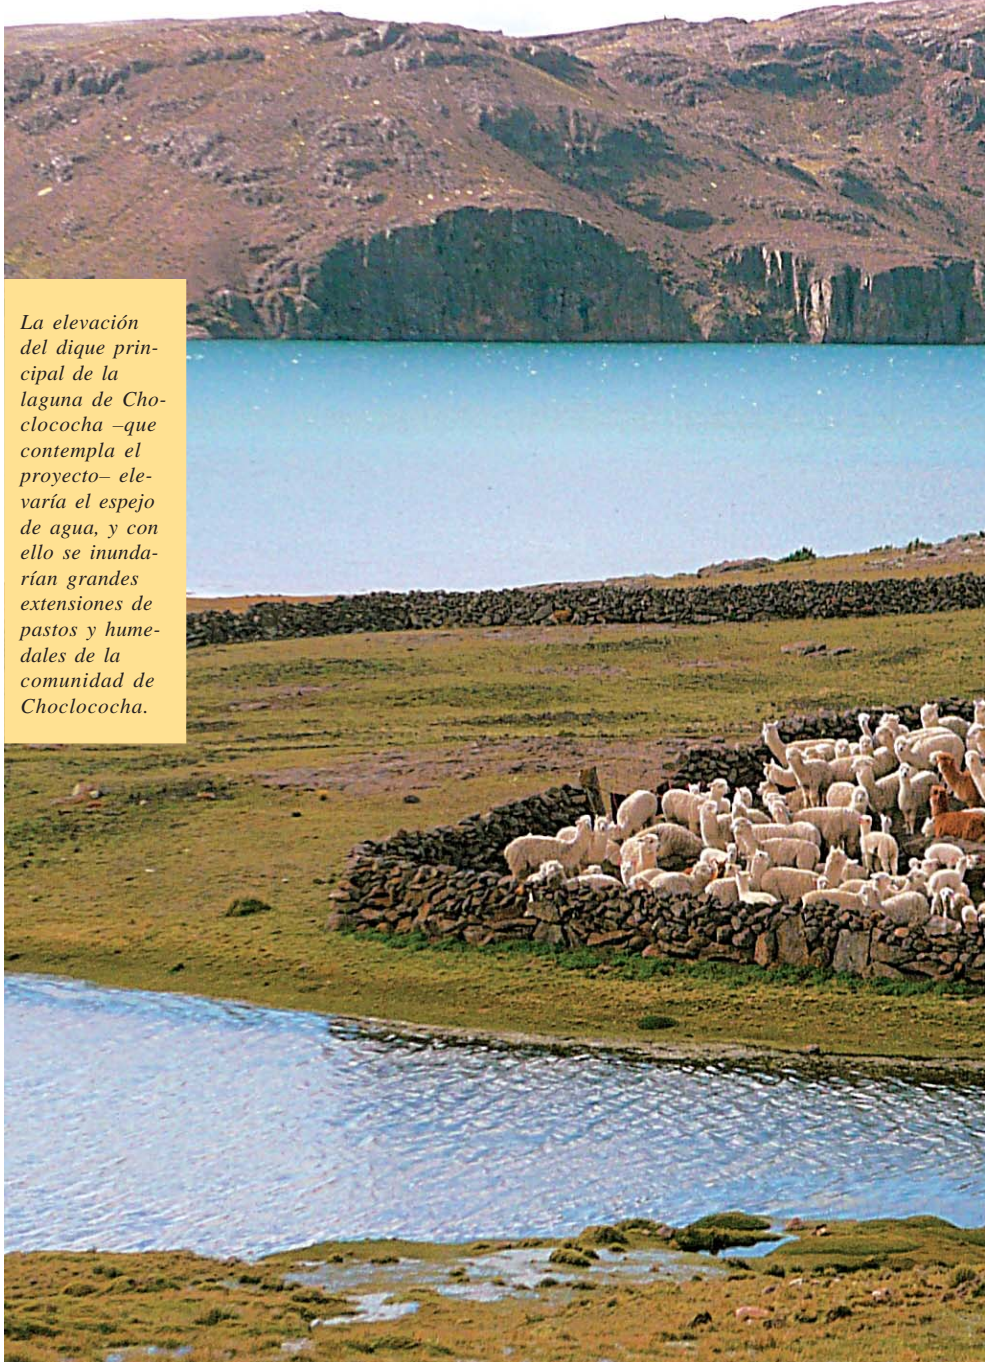 La elevación
del dique prin-
cipal de la
laguna de Cho-
clococha –que
contempla el
proyecto– ele-
varía el espejo
de agua, y con
ello se inunda-
rían grandes
extensiones de
pastos y hume-
dales de la
comunidad de
Choclococha.